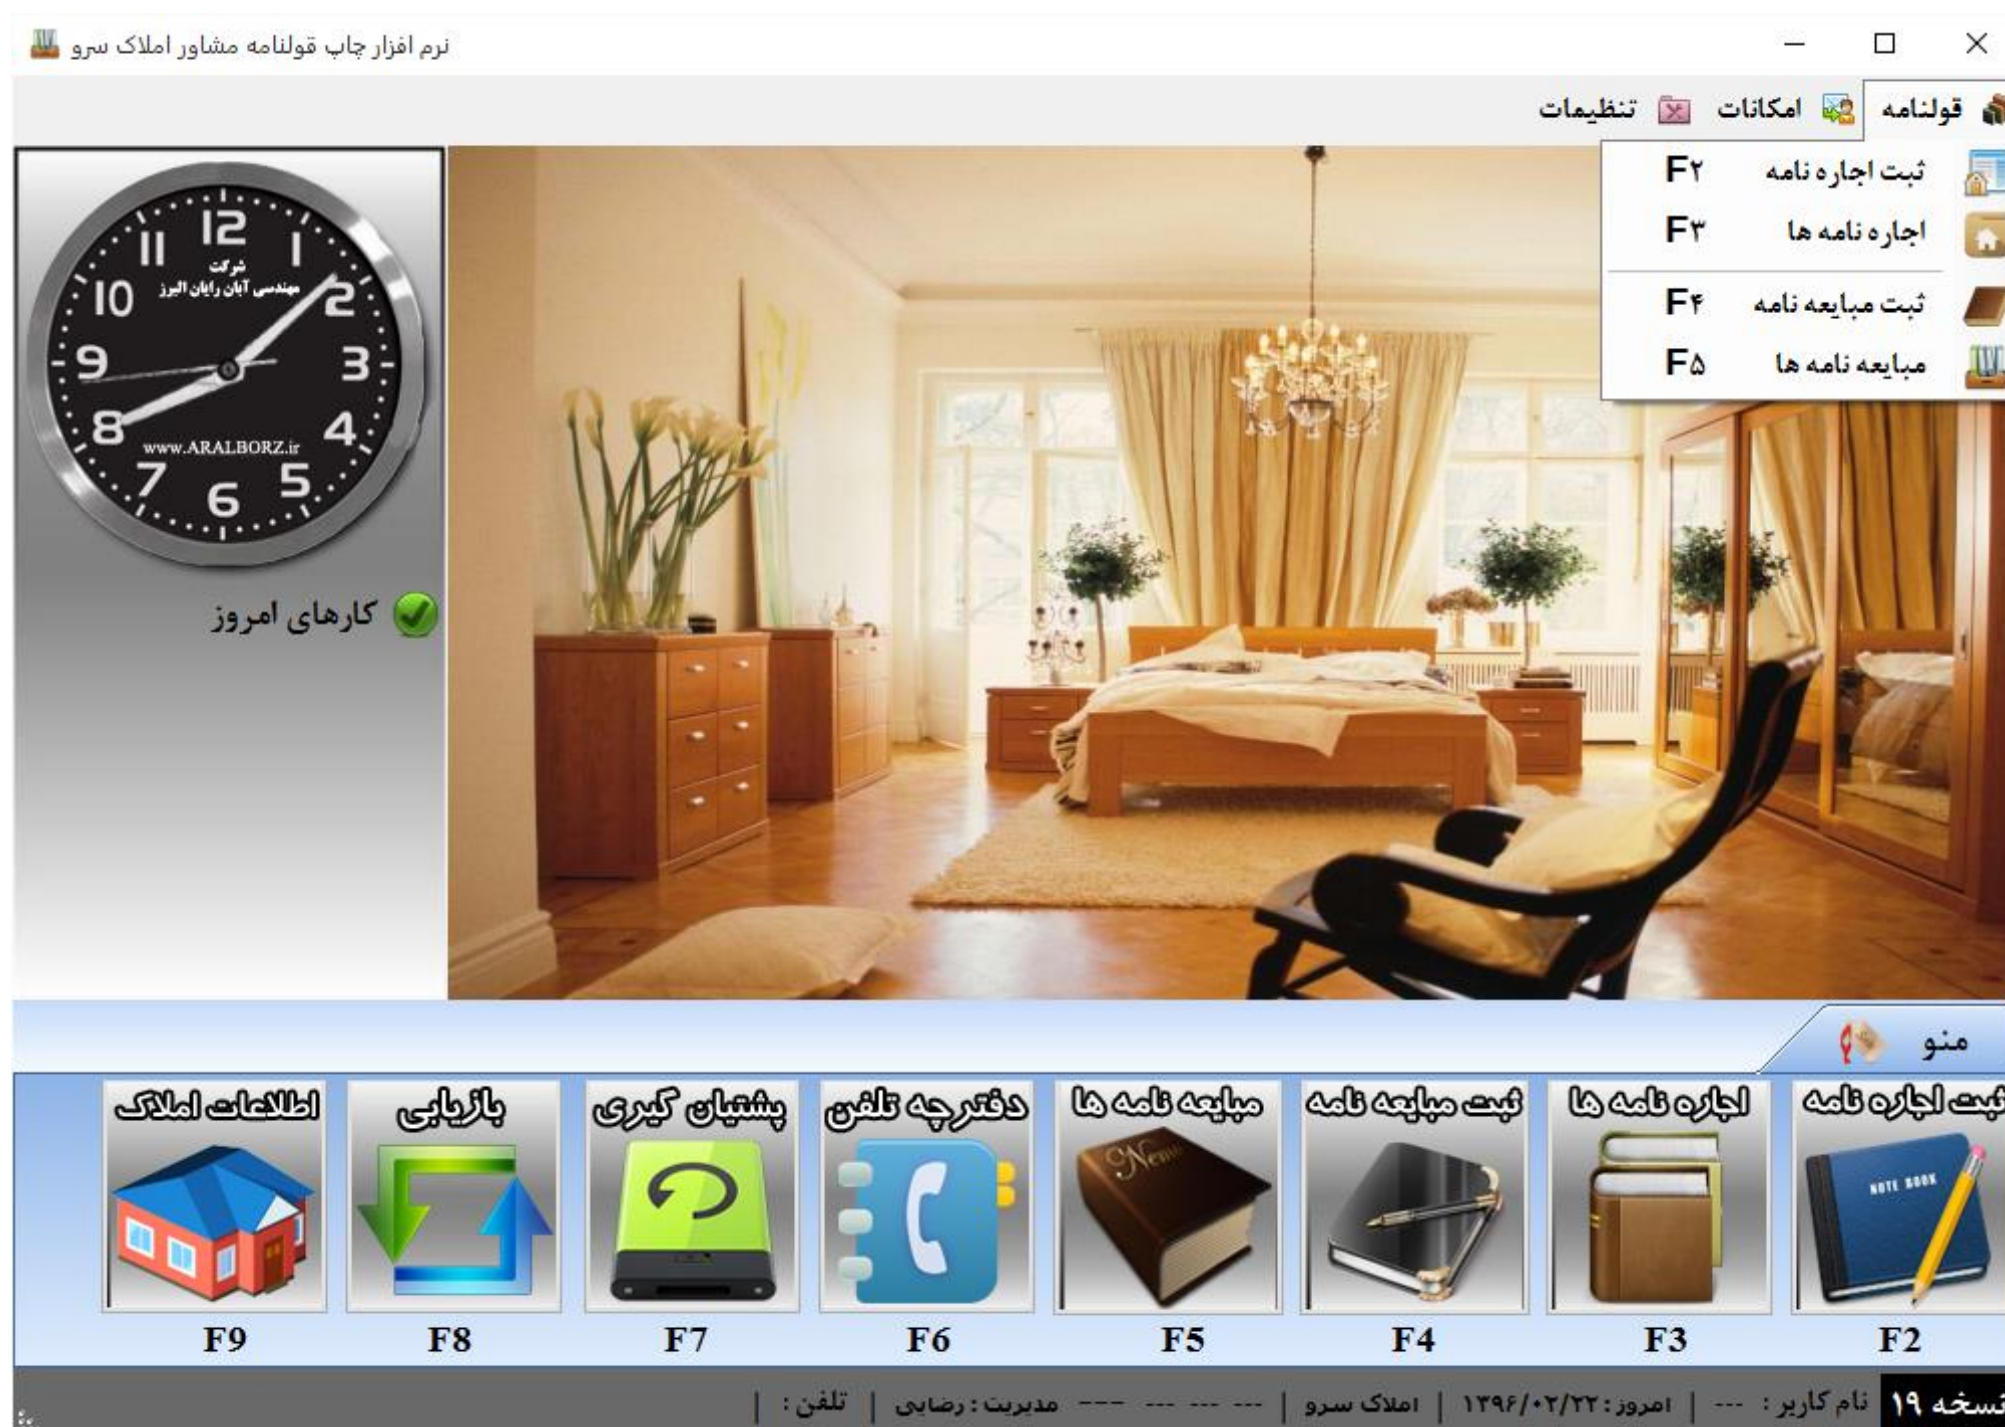 نرم افزار چاپ قولنامه مشاور املاک سرو
قولنامه امکانات تنظیمات
ثبت اجاره نامه F۲
اجاره نامه ها F۳
ثبت مبایعه نامه F۴
مبایعه نامه ها F۵
12
11 1
شرکت
مهندسی آبان رایان البرز
10 2
9 3
8 4
www.ARALBORZ.ir
7 5
6
کارهای امروز
منو
ثبت اجاره نامه
اجاره نامه ها
ثبت مبایعه نامه
مبایعه نامه ها
دفترچه تلفن
پشتیان گیری
بازیابی
اطلاعات املاک
NOTE BOOK
F2
F3
F4
F5
F6
F7
F8
F9
نسخه ۱۹ نام کاربر : --- | امروز : ۱۳۹۶/۰۲/۲۲ | املاک سرو | --- --- --- --- مدیریت : رضایی | تلفن : |